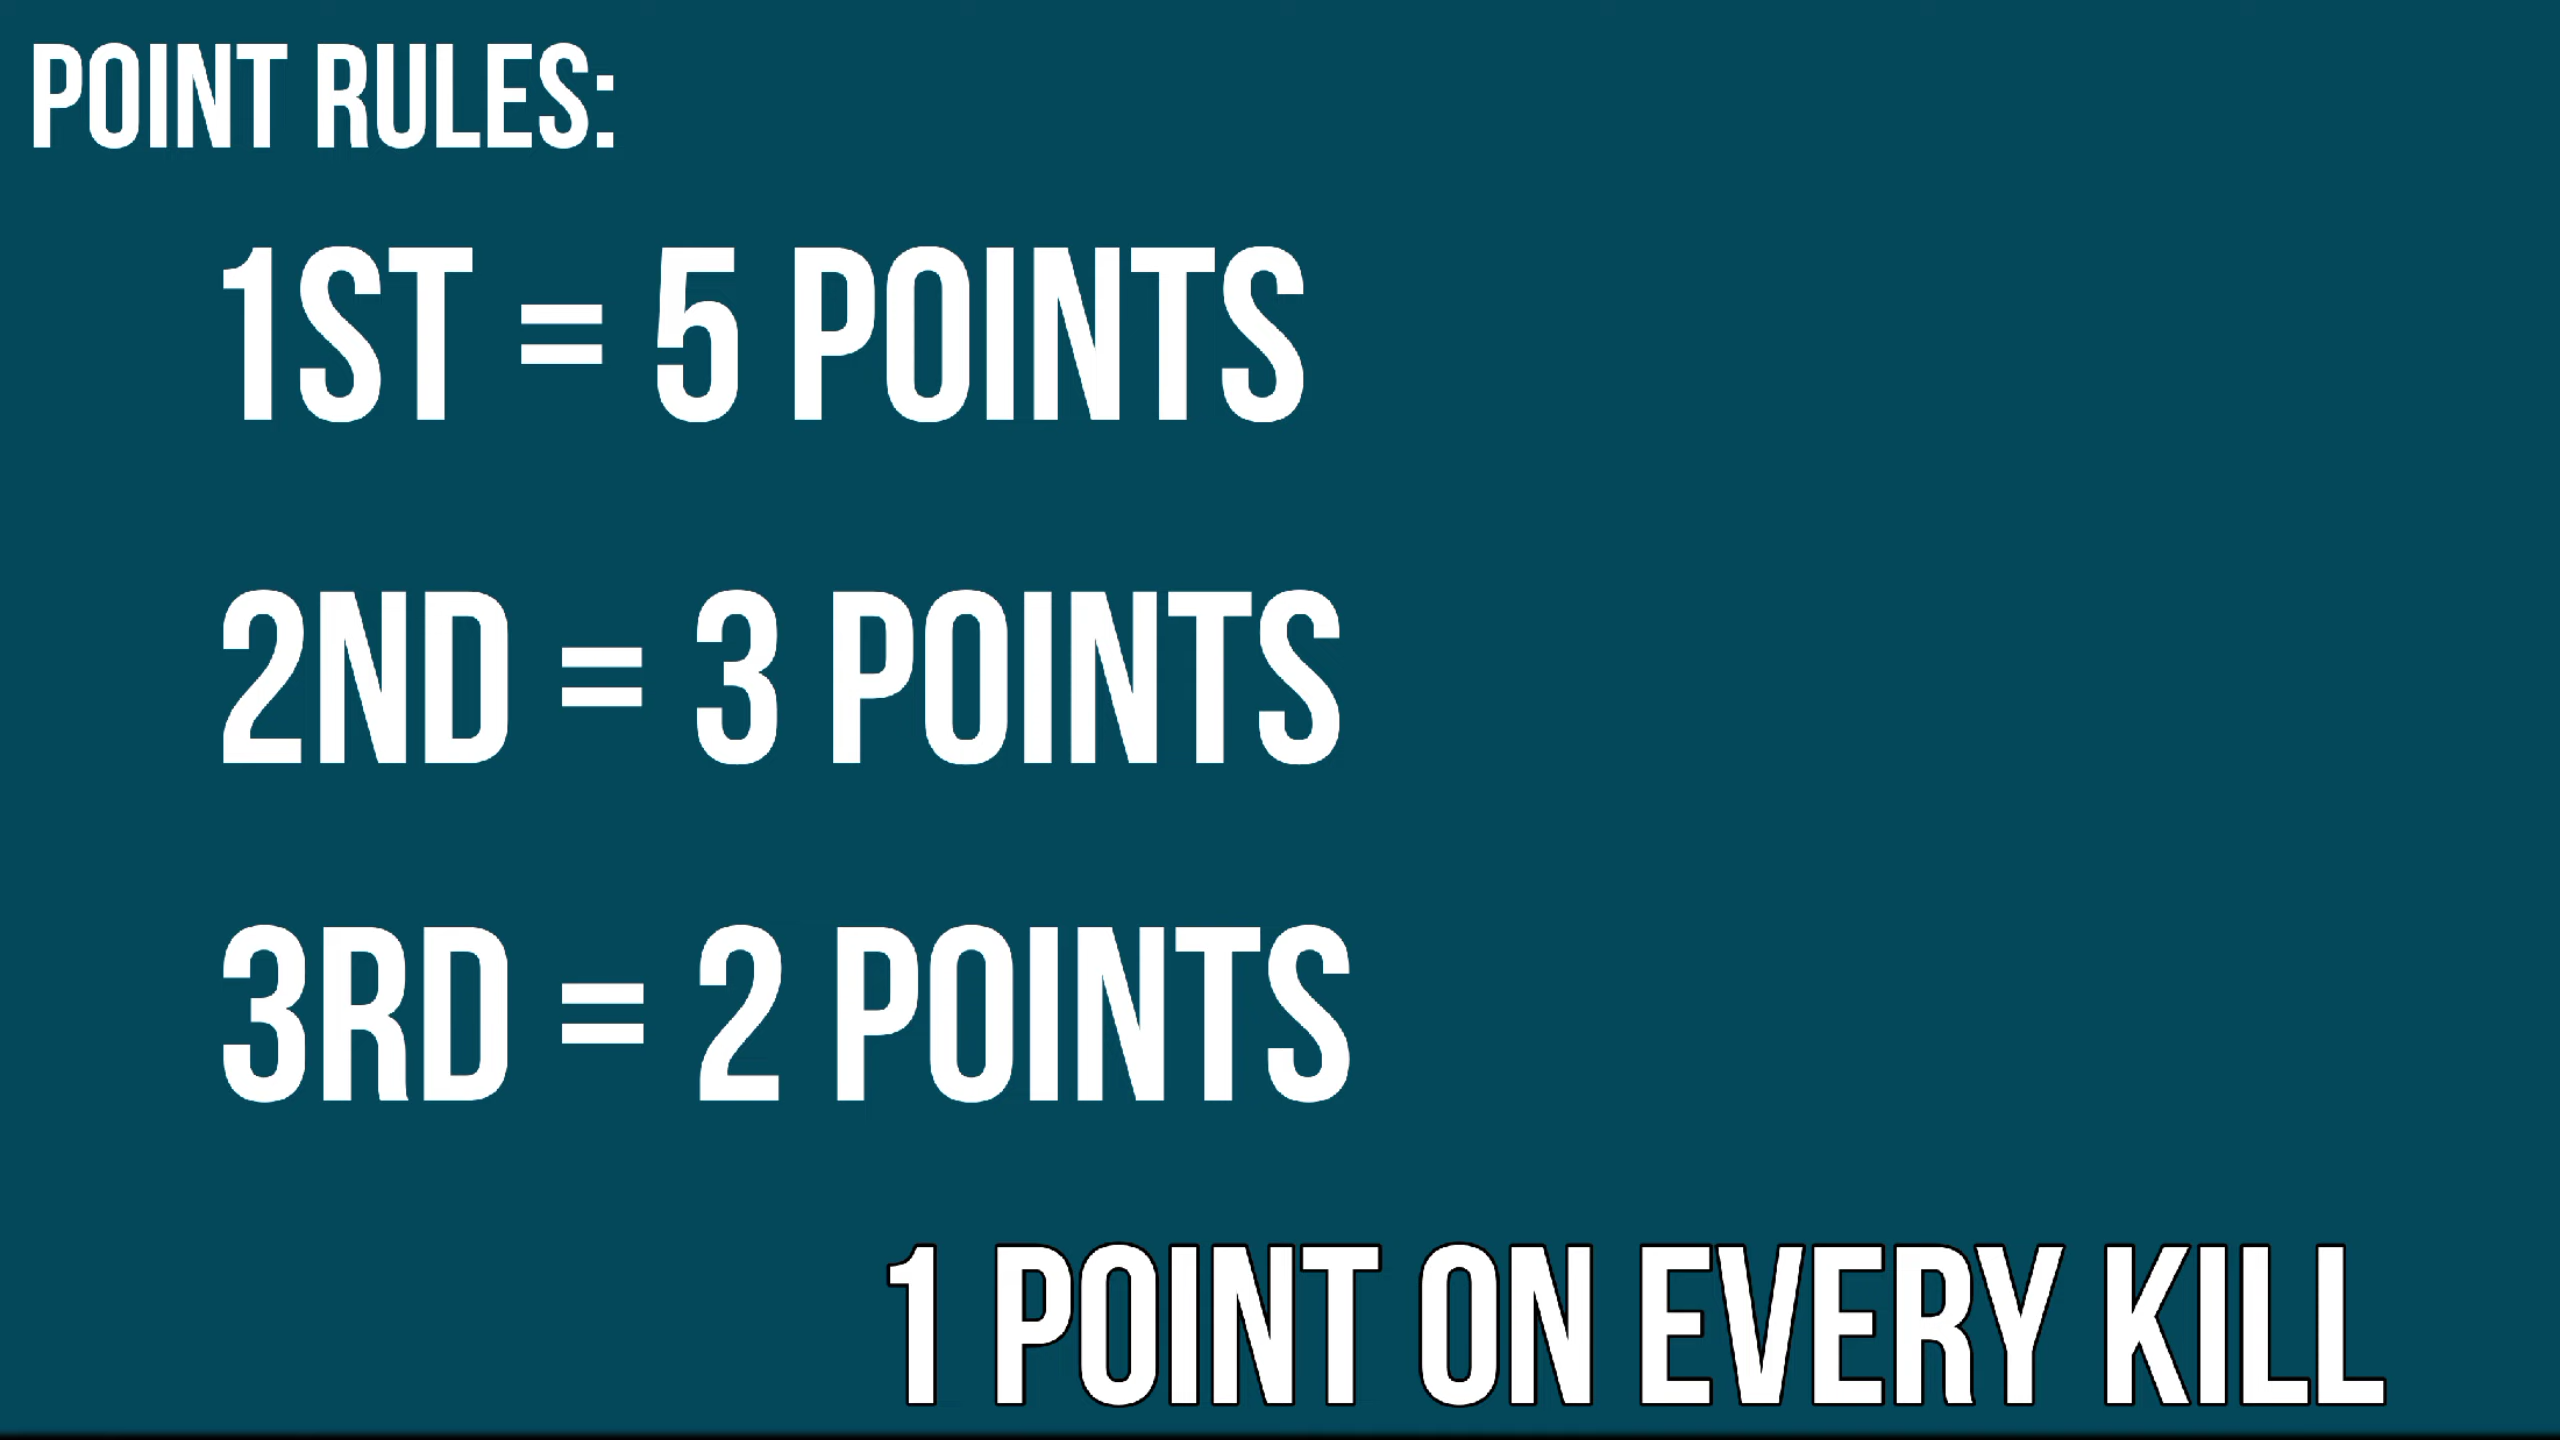 POINT RULES:
1ST = 5 POINTS
2ND = 3 POINTS
3RD = 2 POINTS
1 POINT ON EVERY KILL